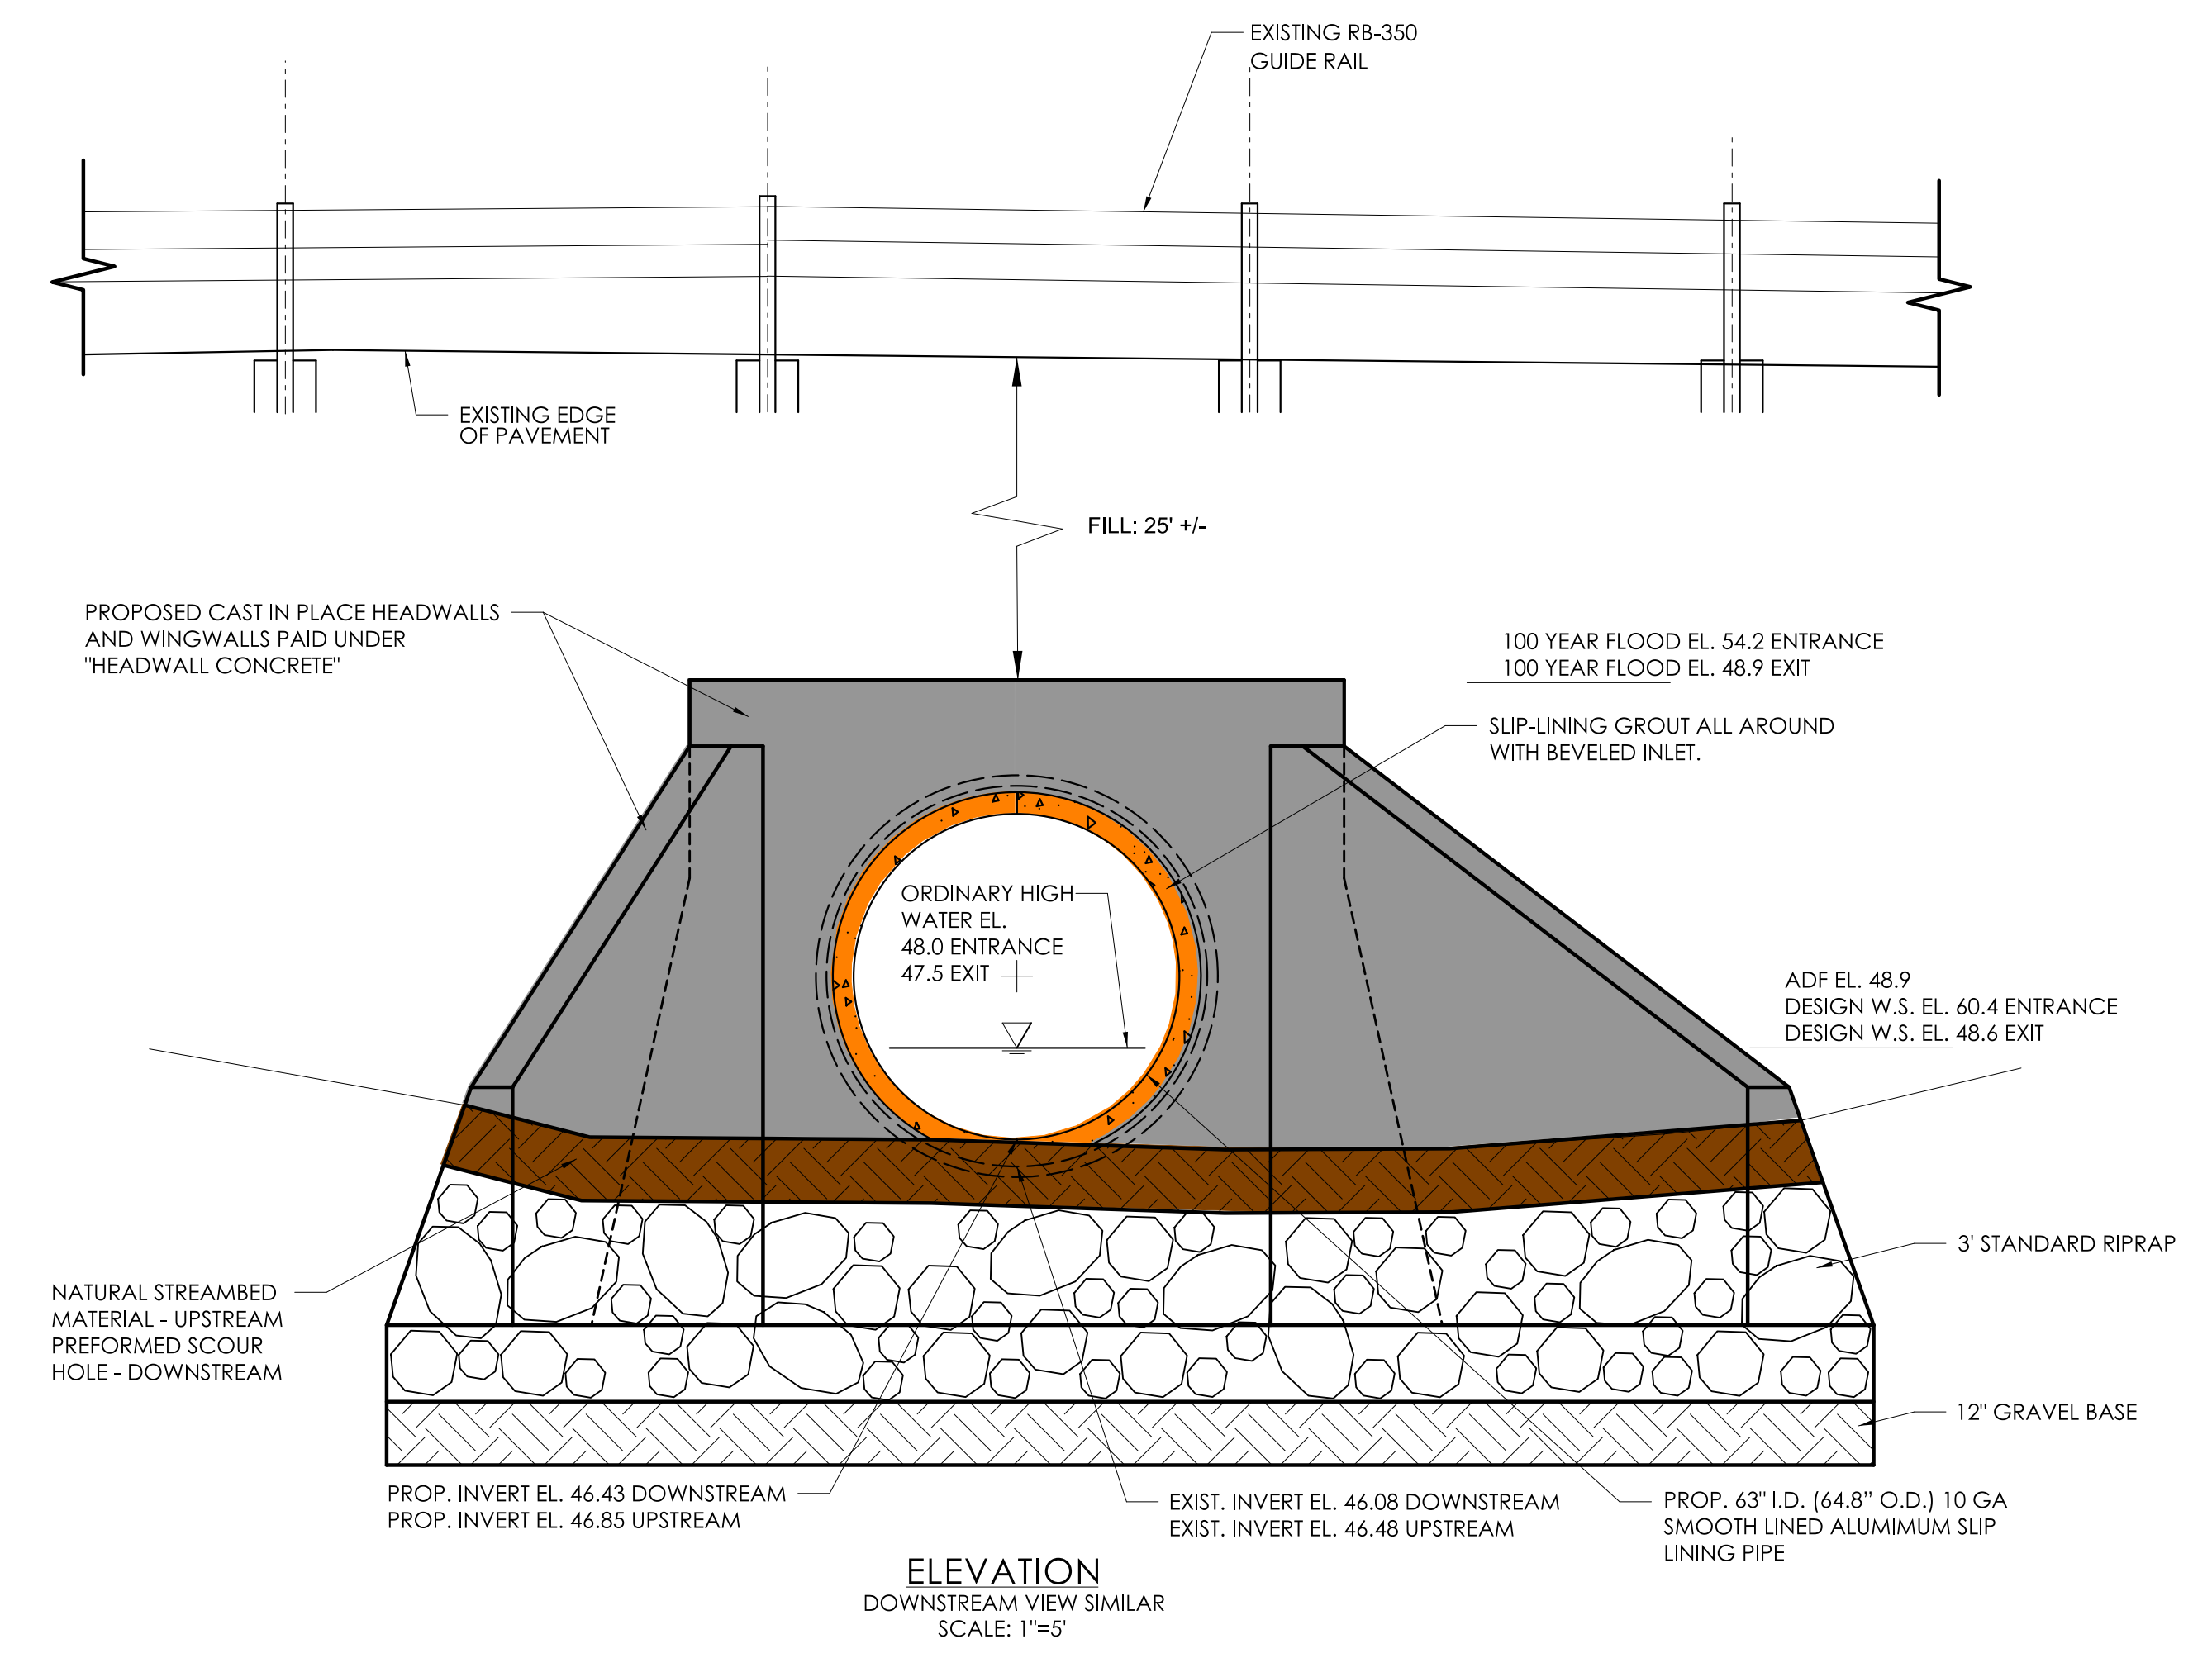 EXISTING RB-350
GUIDE RAIL
EXISTING EDGE
OF PAVEMENT
FILL: 25' +/-
PROPOSED CAST IN PLACE HEADWALLS
AND WINGWALLS PAID UNDER
"HEADWALL CONCRETE"
100 YEAR FLOOD EL. 54.2 ENTRANCE
100 YEAR FLOOD EL. 48.9 EXIT
SLIP-LINING GROUT ALL AROUND
WITH BEVELED INLET.
ORDINARY HIGH
WATER EL.
48.0 ENTRANCE
47.5 EXIT
ADF EL. 48.9
DESIGN W.S. EL. 60.4 ENTRANCE
DESIGN W.S. EL. 48.6 EXIT
3' STANDARD RIPRAP
NATURAL STREAMBED
MATERIAL - UPSTREAM
PREFORMED SCOUR
HOLE - DOWNSTREAM
12" GRAVEL BASE
PROP. INVERT EL. 46.43 DOWNSTREAM
PROP. INVERT EL. 46.85 UPSTREAM
EXIST. INVERT EL. 46.08 DOWNSTREAM
EXIST. INVERT EL. 46.48 UPSTREAM
PROP. 63" I.D. (64.8” O.D.) 10 GA
SMOOTH LINED ALUMIMUM SLIP
LINING PIPE
ELEVATION
DOWNSTREAM VIEW SIMILAR
SCALE: 1"=5'